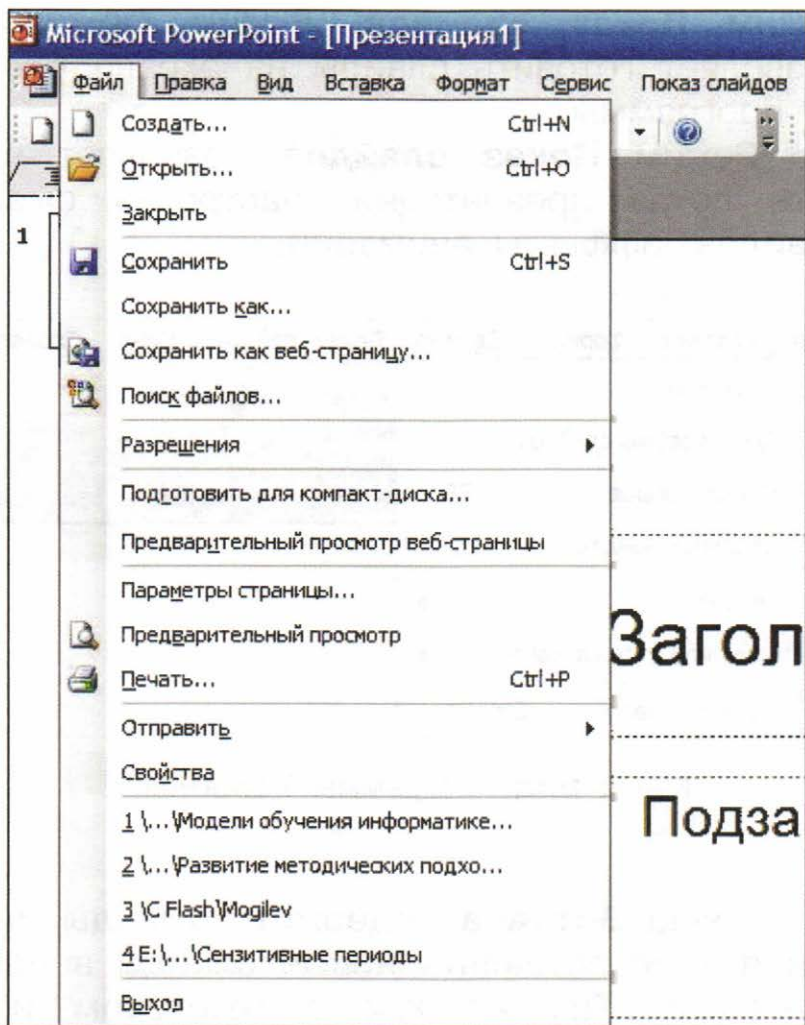 Microsoft PowerPoint - [Презентация1]
Файл Правка Вид Вставка Формат Сервис Показ слайдов
Создать... Ctrl+N
Открыть... Ctrl+O
Закрыть
1
Сохранить Ctrl+S
Сохранить как...
Сохранить как веб-страницу...
Поиск файлов...
Разрешения
Подготовить для компакт-диска...
Предварительный просмотр веб-страницы
Параметры страницы...
Предварительный просмотр
Загол
Печать... Ctrl+P
Отправить
Свойства
1 \...\Модели обучения информатике...
Подза
2 \...\Развитие методических подхо...
3 \C Flash\Mogilev
4 E:\...\Сензитивные периоды
Выход